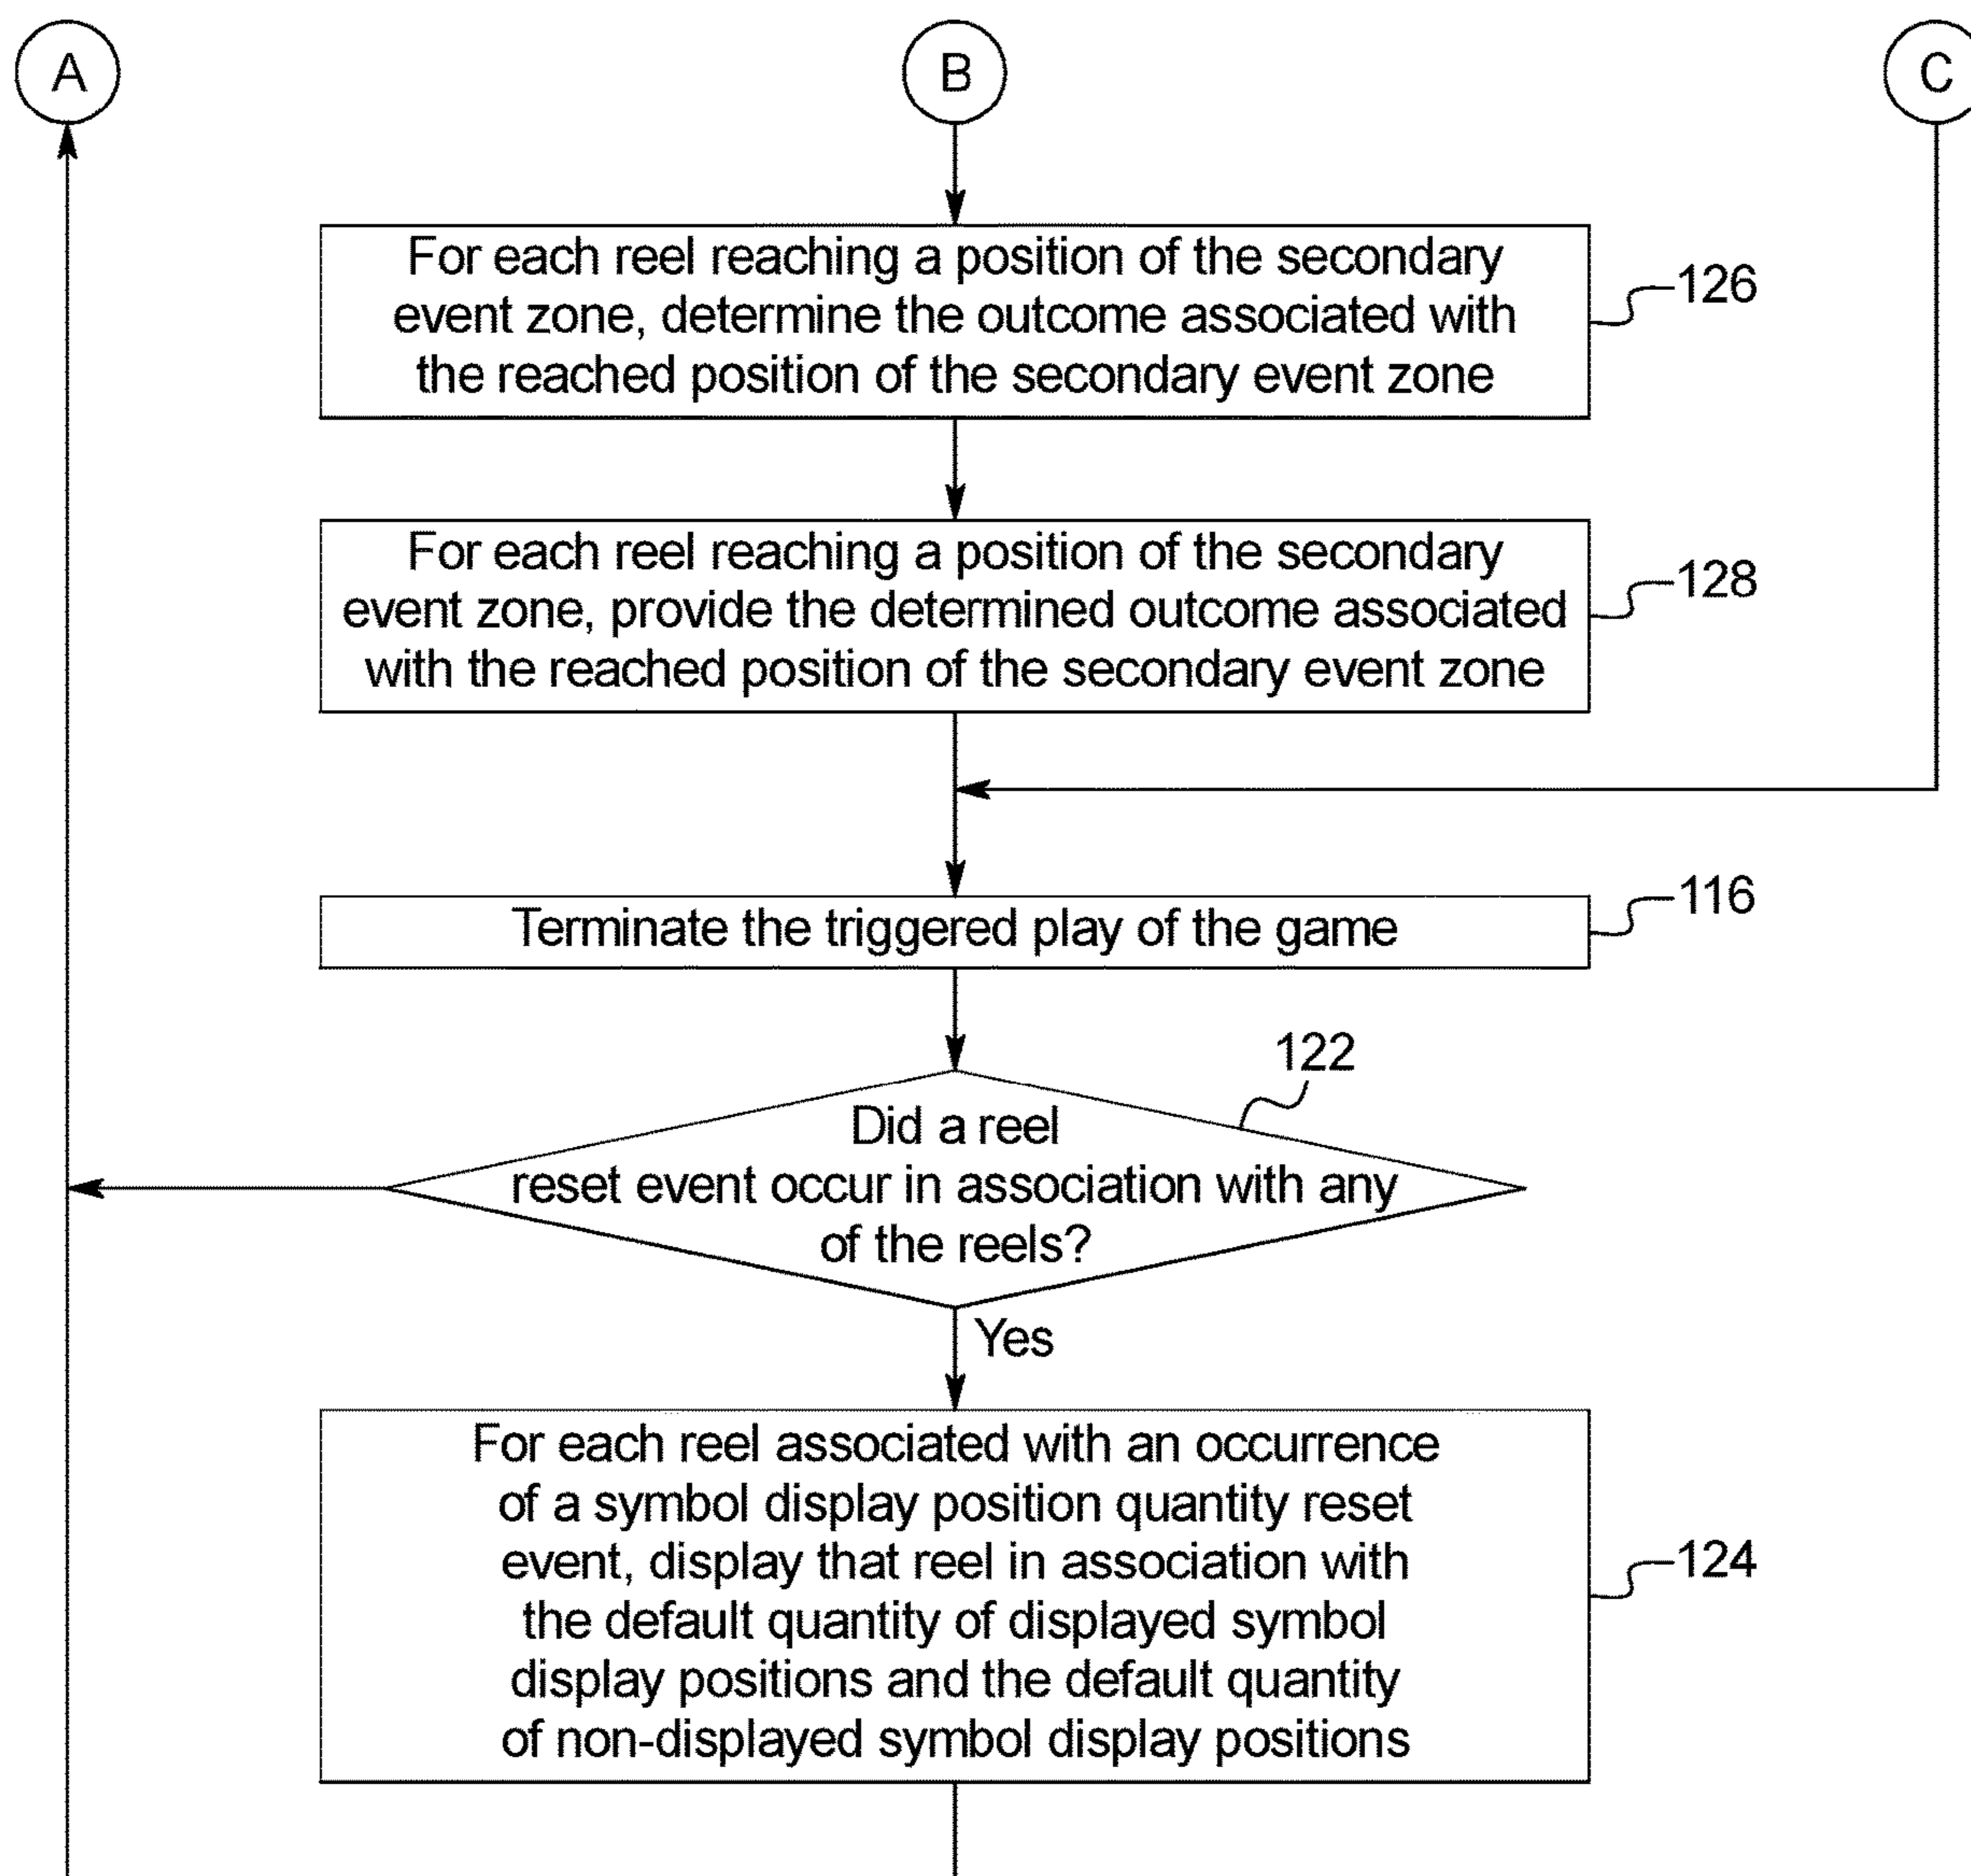 A
B
C
For each reel reaching a position of the secondary
event zone, determine the outcome associated with
the reached position of the secondary event zone
126
For each reel reaching a position of the secondary
event zone, provide the determined outcome associated
with the reached position of the secondary event zone
128
Terminate the triggered play of the game
116
122
Did a reel
reset event occur in association with any
of the reels?
Yes
For each reel associated with an occurrence
of a symbol display position quantity reset
event, display that reel in association with
the default quantity of displayed symbol
display positions and the default quantity
of non-displayed symbol display positions
124